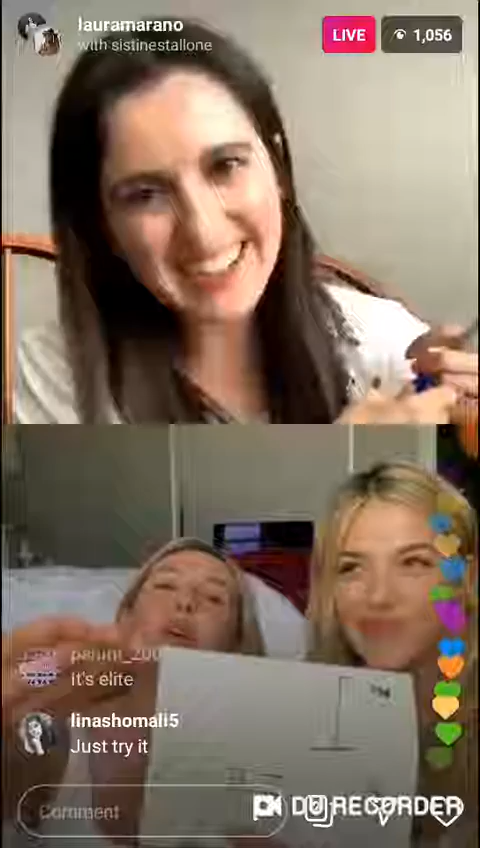 lauramarano
with sistinestallone
LIVE
1,056
It's elite
linashomali5
Just try it
Comment
DU RECORDER